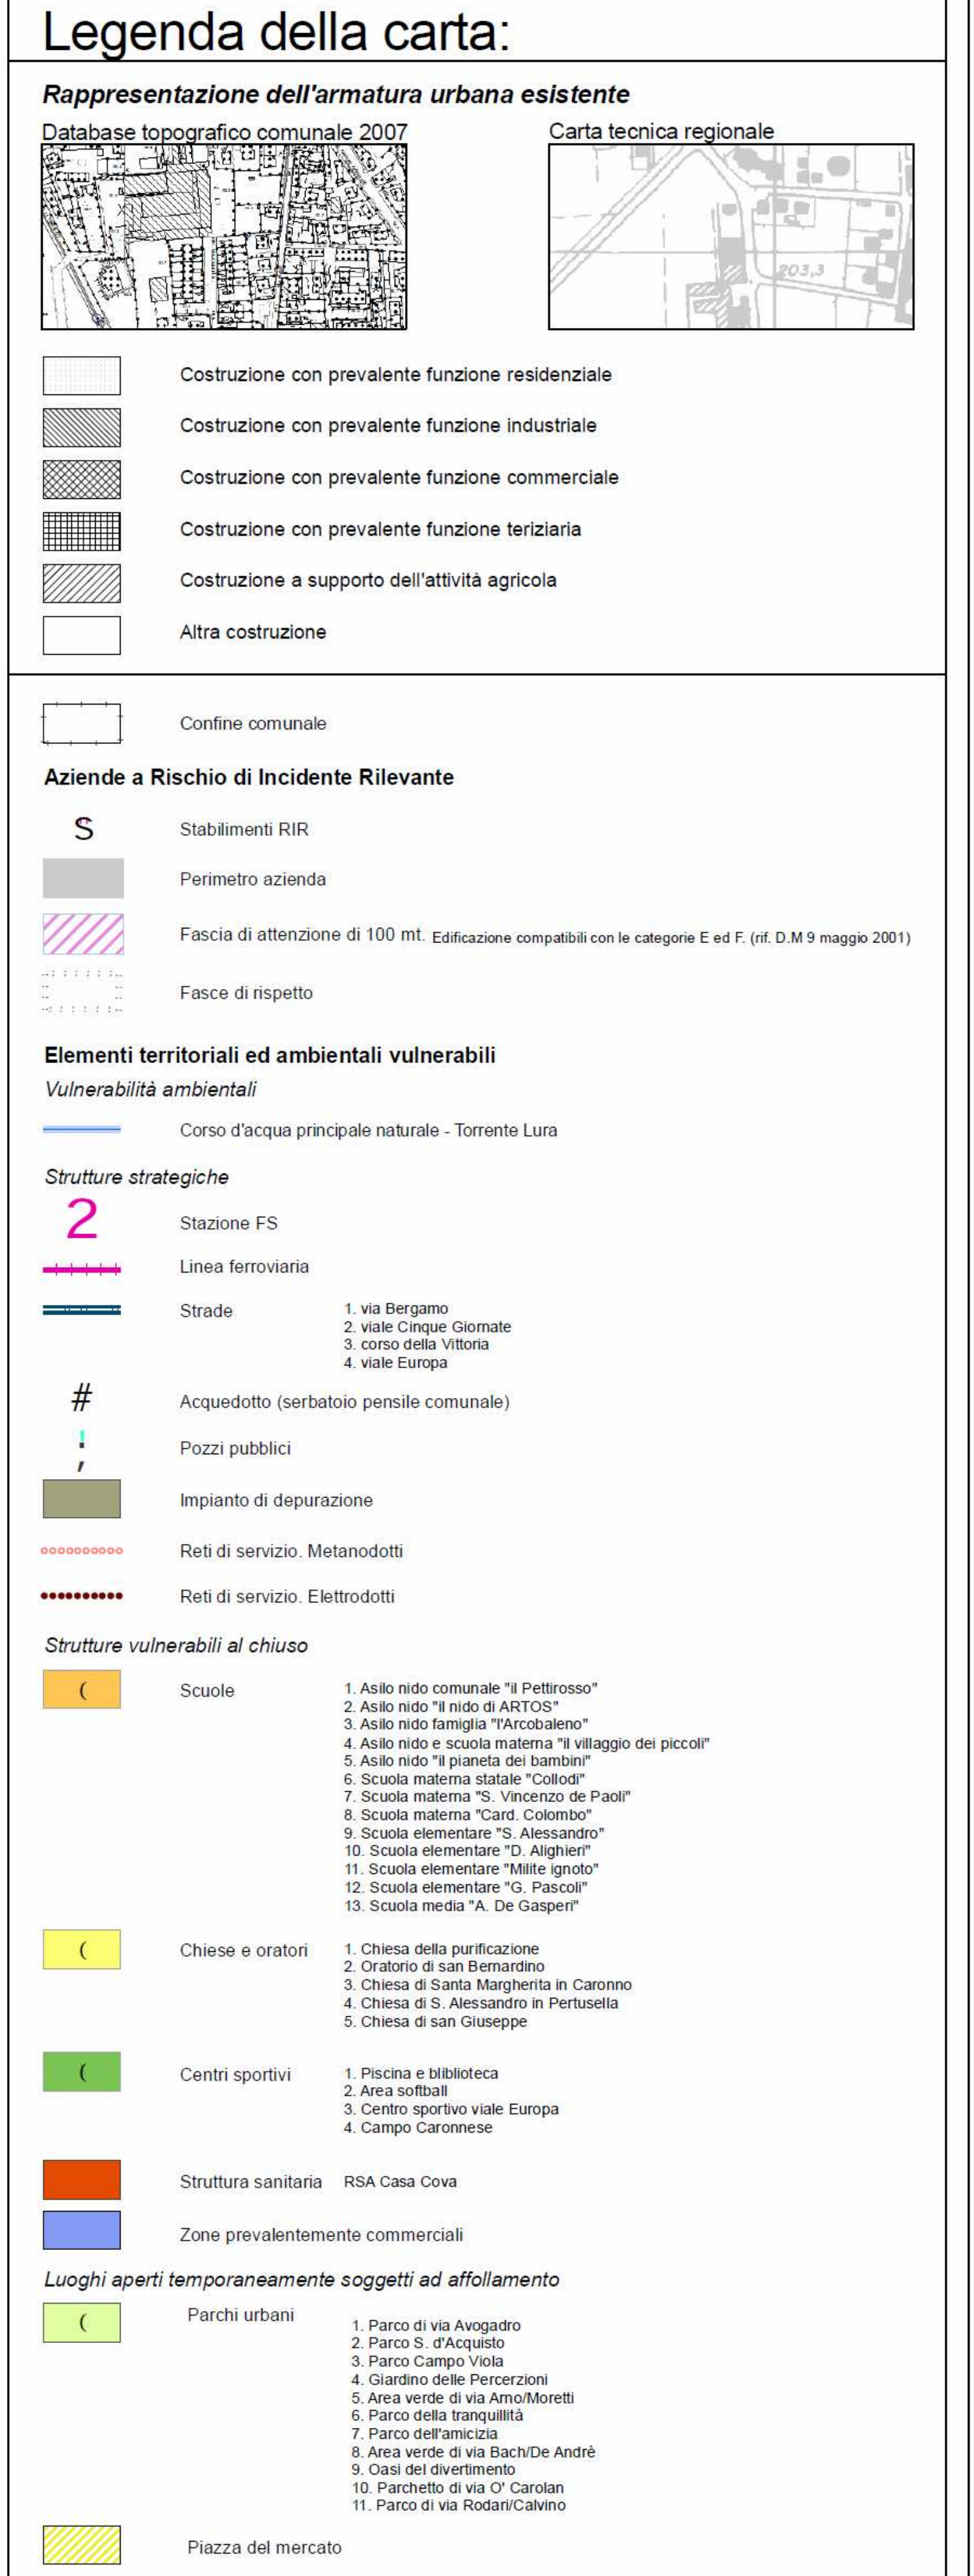 Legenda della carta:
Rappresentazione dell'armatura urbana esistente
Database topografico comunale 2007
Carta tecnica regionale
203,3
Costruzione con prevalente funzione residenziale
Costruzione con prevalente funzione industriale
Costruzione con prevalente funzione commerciale
Costruzione con prevalente funzione teriziaria
Costruzione a supporto dell'attività agricola
Altra costruzione
Confine comunale
Aziende a Rischio di Incidente Rilevante
S Stabilimenti RIR
Perimetro azienda
Fascia di attenzione di 100 mt. Edificazione compatibili con le categorie E ed F. (rif. D.M 9 maggio 2001)
Fasce di rispetto
Elementi territoriali ed ambientali vulnerabili
Vulnerabilità ambientali
Corso d'acqua principale naturale - Torrente Lura
Strutture strategiche
2 Stazione FS
Linea ferroviaria
Strade
1. via Bergamo
2. viale Cinque Giornate
3. corso della Vittoria
4. viale Europa
# Acquedotto (serbatoio pensile comunale)
! , Pozzi pubblici
Impianto di depurazione
Reti di servizio. Metanodotti
Reti di servizio. Elettrodotti
Strutture vulnerabili al chiuso
( Scuole
1. Asilo nido comunale "il Pettirosso"
2. Asilo nido "il nido di ARTOS"
3. Asilo nido famiglia "l'Arcobaleno"
4. Asilo nido e scuola materna "il villaggio dei piccoli"
5. Asilo nido "il pianeta dei bambini"
6. Scuola materna statale "Collodi"
7. Scuola materna "S. Vincenzo de Paoli"
8. Scuola materna "Card. Colombo"
9. Scuola elementare "S. Alessandro"
10. Scuola elementare "D. Alighieri"
11. Scuola elementare "Milite ignoto"
12. Scuola elementare "G. Pascoli"
13. Scuola media "A. De Gasperi"
( Chiese e oratori
1. Chiesa della purificazione
2. Oratorio di san Bernardino
3. Chiesa di Santa Margherita in Caronno
4. Chiesa di S. Alessandro in Pertusella
5. Chiesa di san Giuseppe
( Centri sportivi
1. Piscina e bliblioteca
2. Area softball
3. Centro sportivo viale Europa
4. Campo Caronnese
Struttura sanitaria RSA Casa Cova
Zone prevalentemente commerciali
Luoghi aperti temporaneamente soggetti ad affollamento
( Parchi urbani
1. Parco di via Avogadro
2. Parco S. d'Acquisto
3. Parco Campo Viola
4. Giardino delle Percerzioni
5. Area verde di via Arno/Moretti
6. Parco della tranquillità
7. Parco dell'amicizia
8. Area verde di via Bach/De Andrè
9. Oasi del divertimento
10. Parchetto di via O' Carolan
11. Parco di via Rodari/Calvino
Piazza del mercato